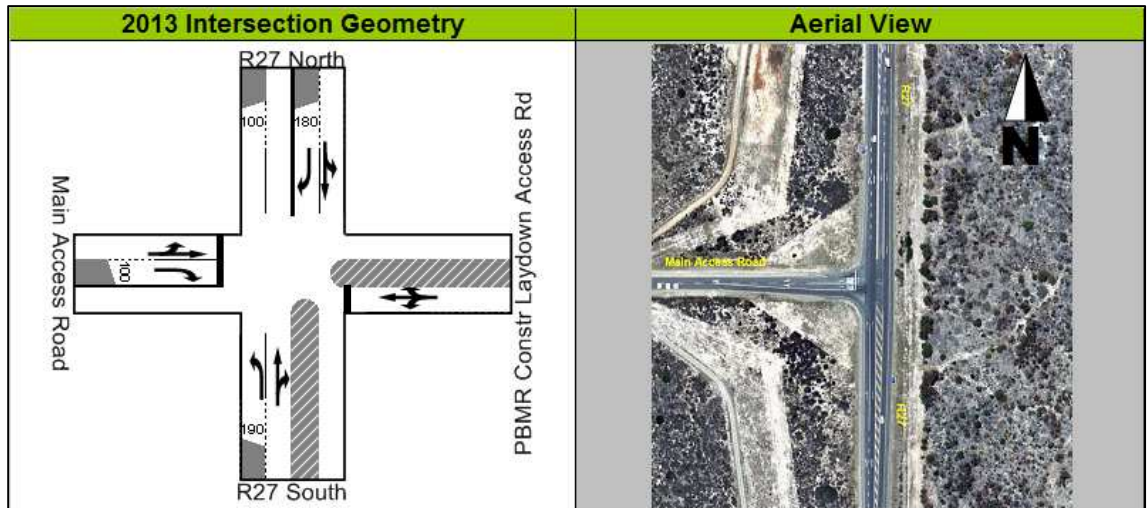 2013 Intersection Geometry
Aerial View
R27 North
100
180
Main Access Road
100
PBMR Constr Laydown Access Rd
190
R27 South
R27
N
Main Access Road
R27